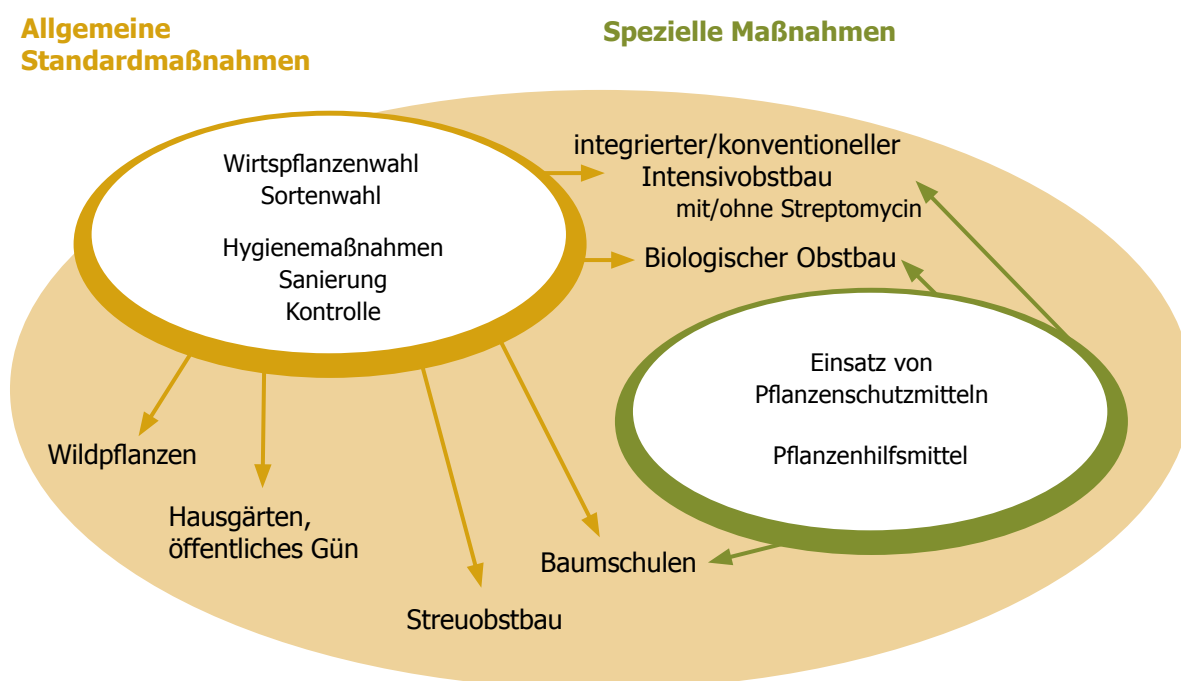 Allgemeine
Standardmaßnahmen
Spezielle Maßnahmen
Wirtspflanzenwahl
Sortenwahl
Hygienemaßnahmen
Sanierung
Kontrolle
integrierter/konventioneller
Intensivobstbau
mit/ohne Streptomycin
Biologischer Obstbau
Einsatz von
Pflanzenschutzmitteln
Pflanzenhilfsmittel
Wildpflanzen
Hausgärten,
öffentliches Gün
Baumschulen
Streuobstbau